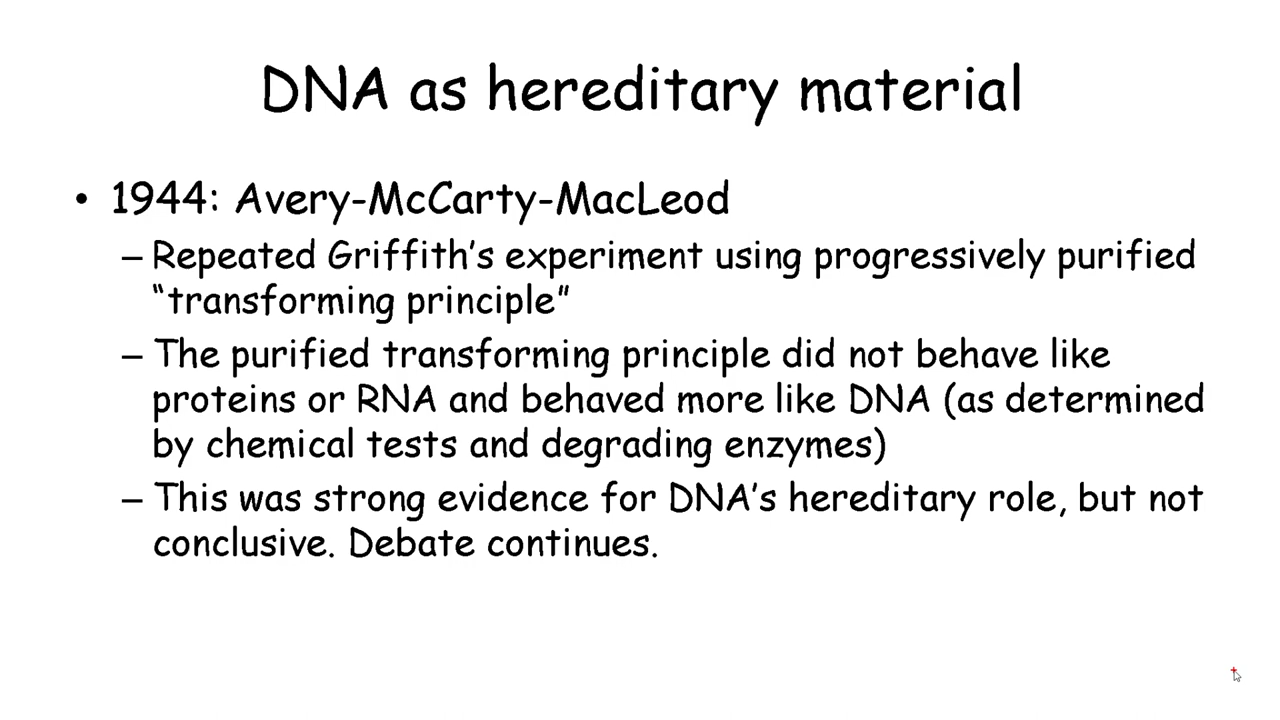 DNA as hereditary material
• 1944: Avery-McCarty-MacLeod
– Repeated Griffith's experiment using progressively purified
“transforming principle”
– The purified transforming principle did not behave like
proteins or RNA and behaved more like DNA (as determined
by chemical tests and degrading enzymes)
– This was strong evidence for DNA's hereditary role, but not
conclusive. Debate continues.